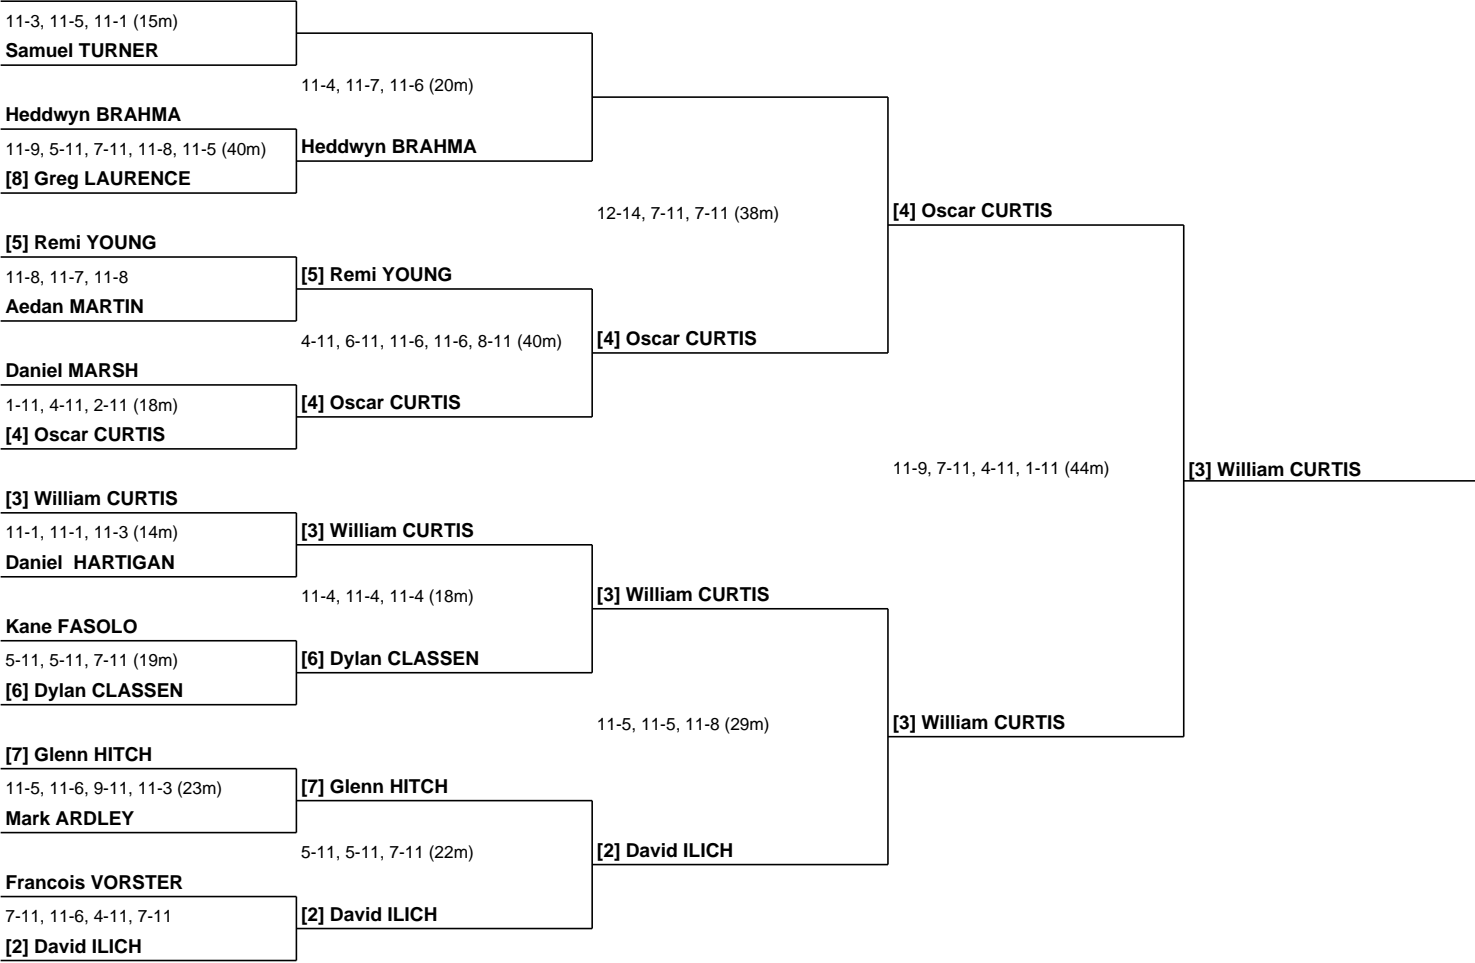 11-3, 11-5, 11-1 (15m)
Samuel TURNER
11-4, 11-7, 11-6 (20m)
Heddwyn BRAHMA
11-9, 5-11, 7-11, 11-8, 11-5 (40m)
Heddwyn BRAHMA
[8] Greg LAURENCE
12-14, 7-11, 7-11 (38m)
[4] Oscar CURTIS
[5] Remi YOUNG
11-8, 11-7, 11-8
[5] Remi YOUNG
Aedan MARTIN
4-11, 6-11, 11-6, 11-6, 8-11 (40m)
[4] Oscar CURTIS
Daniel MARSH
1-11, 4-11, 2-11 (18m)
[4] Oscar CURTIS
[4] Oscar CURTIS
11-9, 7-11, 4-11, 1-11 (44m)
[3] William CURTIS
[3] William CURTIS
11-1, 11-1, 11-3 (14m)
[3] William CURTIS
Daniel  HARTIGAN
11-4, 11-4, 11-4 (18m)
[3] William CURTIS
Kane FASOLO
5-11, 5-11, 7-11 (19m)
[6] Dylan CLASSEN
[6] Dylan CLASSEN
11-5, 11-5, 11-8 (29m)
[3] William CURTIS
[7] Glenn HITCH
11-5, 11-6, 9-11, 11-3 (23m)
[7] Glenn HITCH
Mark ARDLEY
5-11, 5-11, 7-11 (22m)
[2] David ILICH
Francois VORSTER
7-11, 11-6, 4-11, 7-11
[2] David ILICH
[2] David ILICH